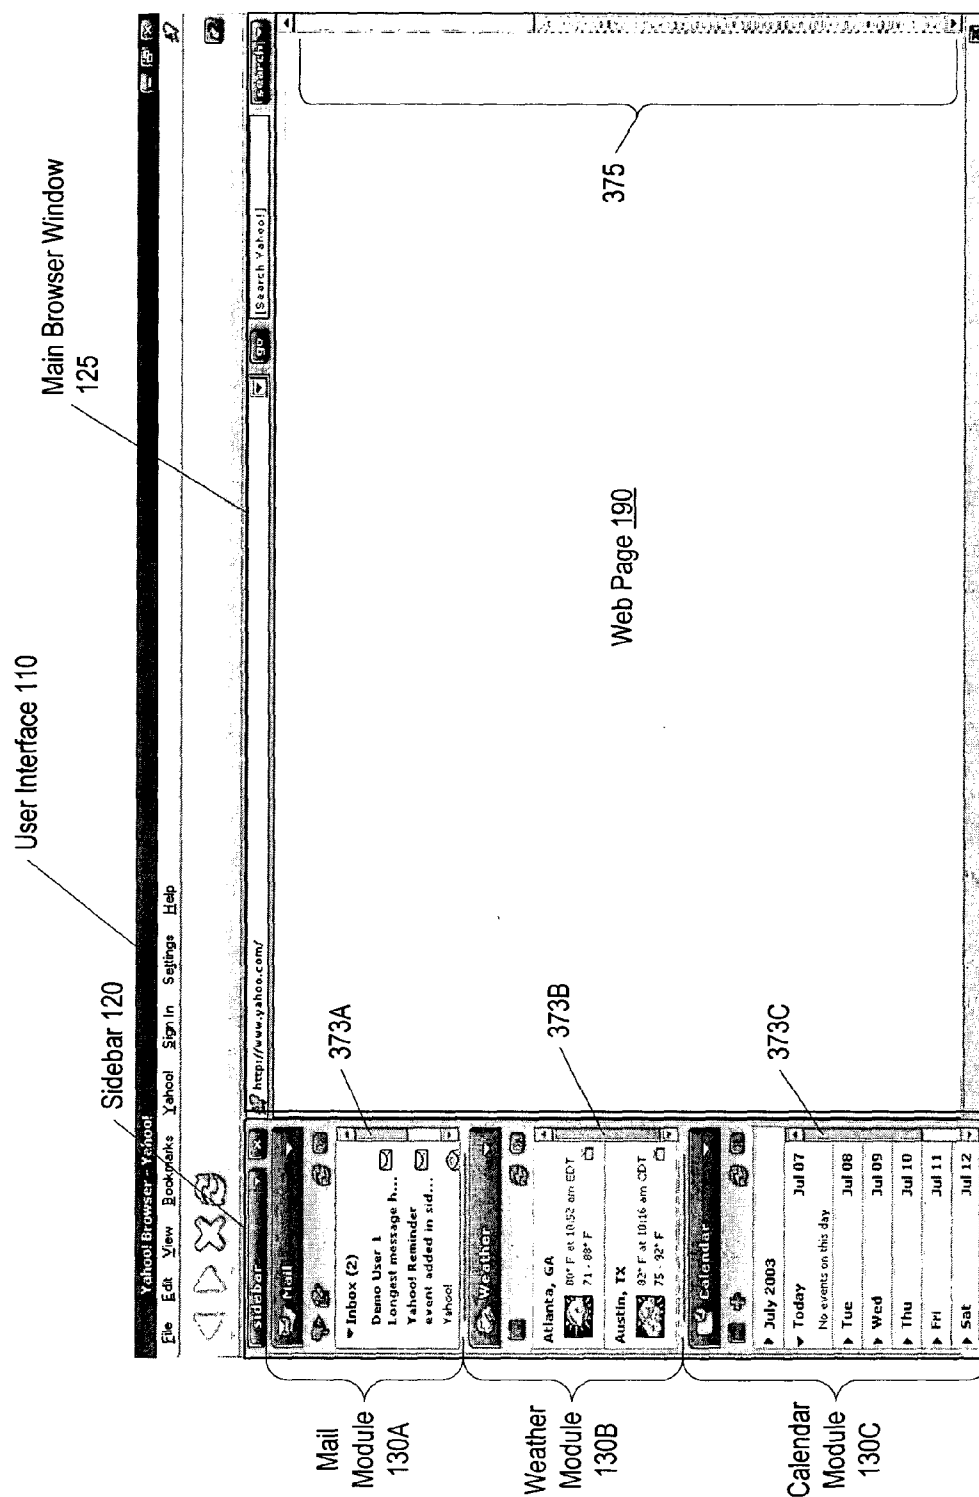 User Interface 110
Main Browser Window
125
Sidebar 120
Yahoo! Browser - Yahoo!
File Edit View Bookmarks Yahoo! Sign In Settings Help
sidebar
http://www.yahoo.com/
go
[Search Yahoo!]
search
Mail
Module
130A
Mail
Inbox (2)
Demo User 1
Longest message h...
Yahoo! Reminder
event added in sid...
Yahoo!
373A
Weather
Module
130B
Weather
Atlanta, GA
80° F at 10:52 am EDT
71 - 88° F
Austin, TX
82° F at 10:16 am CDT
75 - 92° F
373B
Calendar
Module
130C
Calendar
July 2003
Today Jul 07
No events on this day
Tue Jul 08
Wed Jul 09
Thu Jul 10
Fri Jul 11
Sat Jul 12
373C
Web Page 190
375